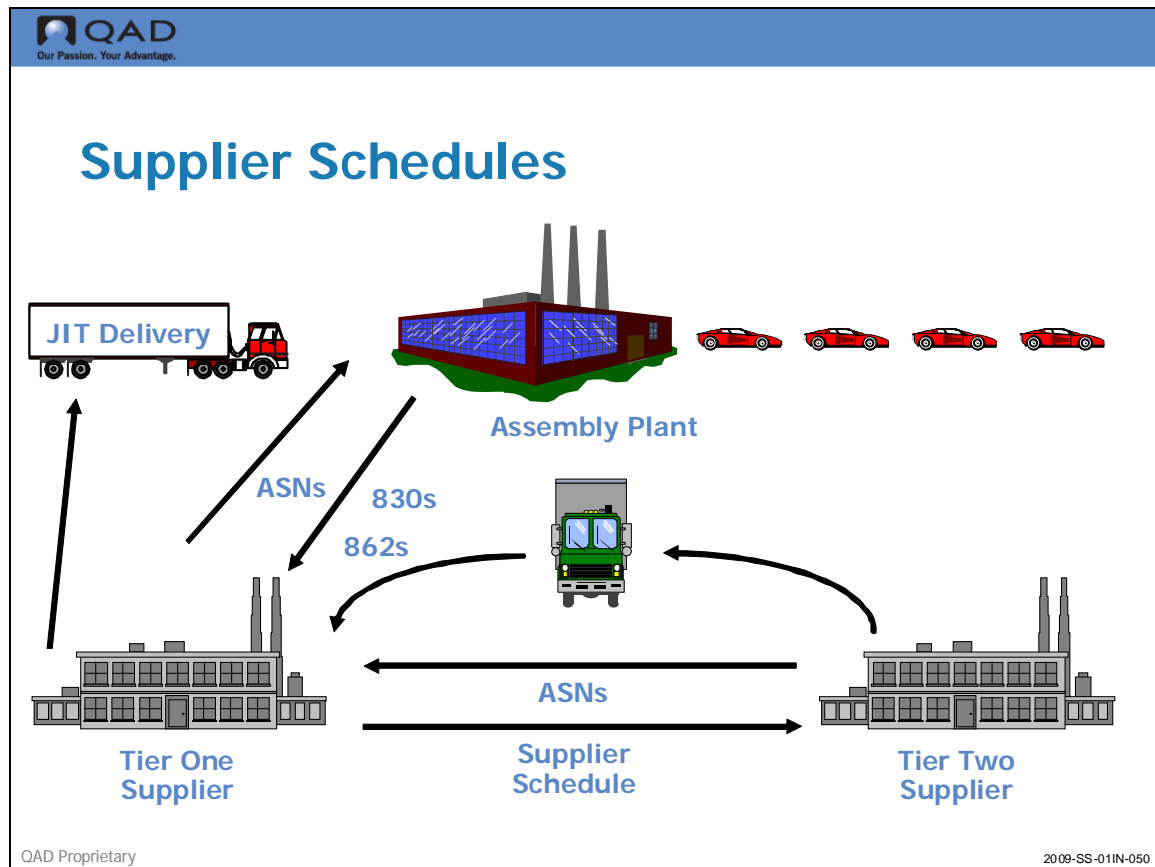 QAD
Our Passion. Your Advantage.
Supplier Schedules
JIT Delivery
Assembly Plant
ASNs
830s
862s
ASNs
Tier One
Supplier
Supplier
Schedule
Tier Two
Supplier
QAD Proprietary
2009-SS-01IN-050